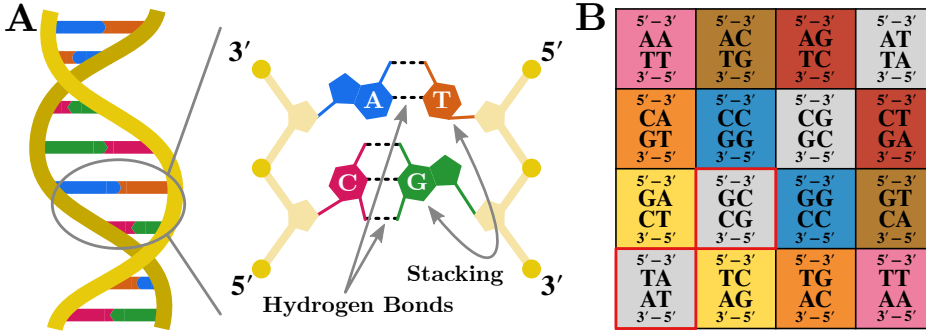 A
3′
5′
A
T
C
G
5′
3′
Stacking
Hydrogen Bonds
B
5′−3′ 5′−3′ 5′−3′ 5′−3′
AA AC AG AT
TT TG TC TA
3′−5′ 3′−5′ 3′−5′ 3′−5′
5′−3′ 5′−3′ 5′−3′ 5′−3′
CA CC CG CT
GT GG GC GA
3′−5′ 3′−5′ 3′−5′ 3′−5′
5′−3′ 5′−3′ 5′−3′ 5′−3′
GA GC GG GT
CT CG CC CA
3′−5′ 3′−5′ 3′−5′ 3′−5′
5′−3′ 5′−3′ 5′−3′ 5′−3′
TA TC TG TT
AT AG AC AA
3′−5′ 3′−5′ 3′−5′ 3′−5′